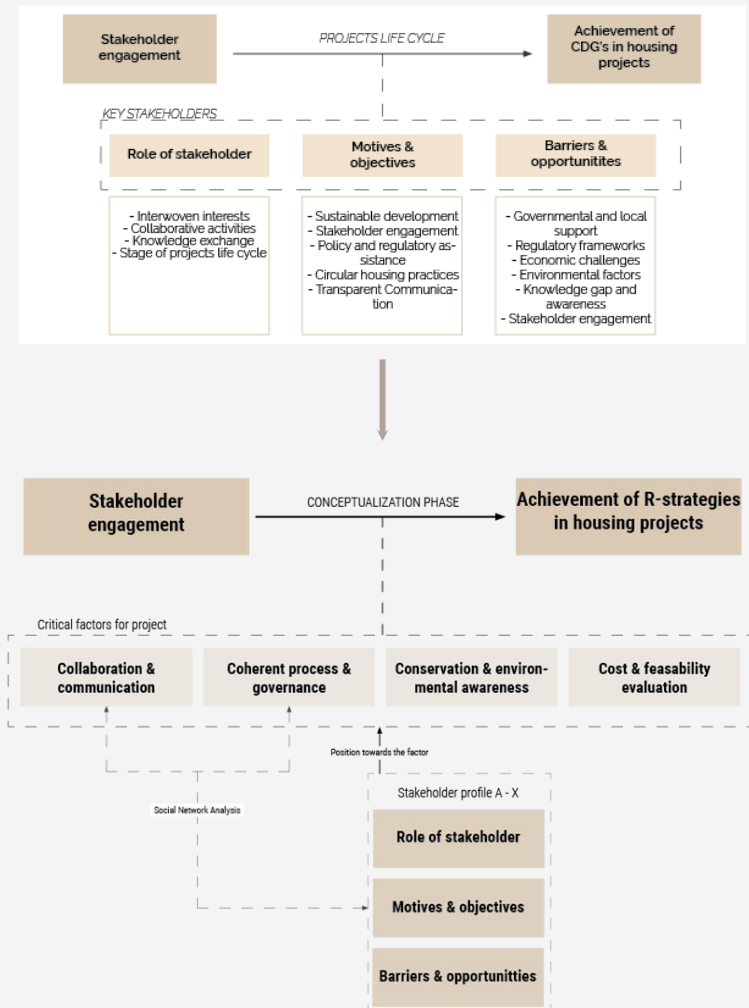 Stakeholder
engagement
PROJECTS LIFE CYCLE
Achievement of
CDG's in housing
projects
KEY STAKEHOLDERS
Role of stakeholder
Motives &
objectives
Barriers &
opportunitites
- Interwoven interests
- Collaborative activities
- Knowledge exchange
- Stage of projects life cycle
- Sustainable development
- Stakeholder engagement
- Policy and regulatory as-
sistance
- Circular housing practices
- Transparent Communica-
tion
- Governmental and local
support
- Regulatory frameworks
- Economic challenges
- Environmental factors
- Knowledge gap and
awareness
- Stakeholder engagement
Stakeholder
engagement
CONCEPTUALIZATION PHASE
Achievement of R-strategies
in housing projects
Critical factors for project
Collaboration &
communication
Coherent process &
governance
Conservation & environ-
mental awareness
Cost & feasability
evaluation
Position towards the factor
Social Network Analysis
Stakeholder profile A - X
Role of stakeholder
Motives & objectives
Barriers & opportunitties